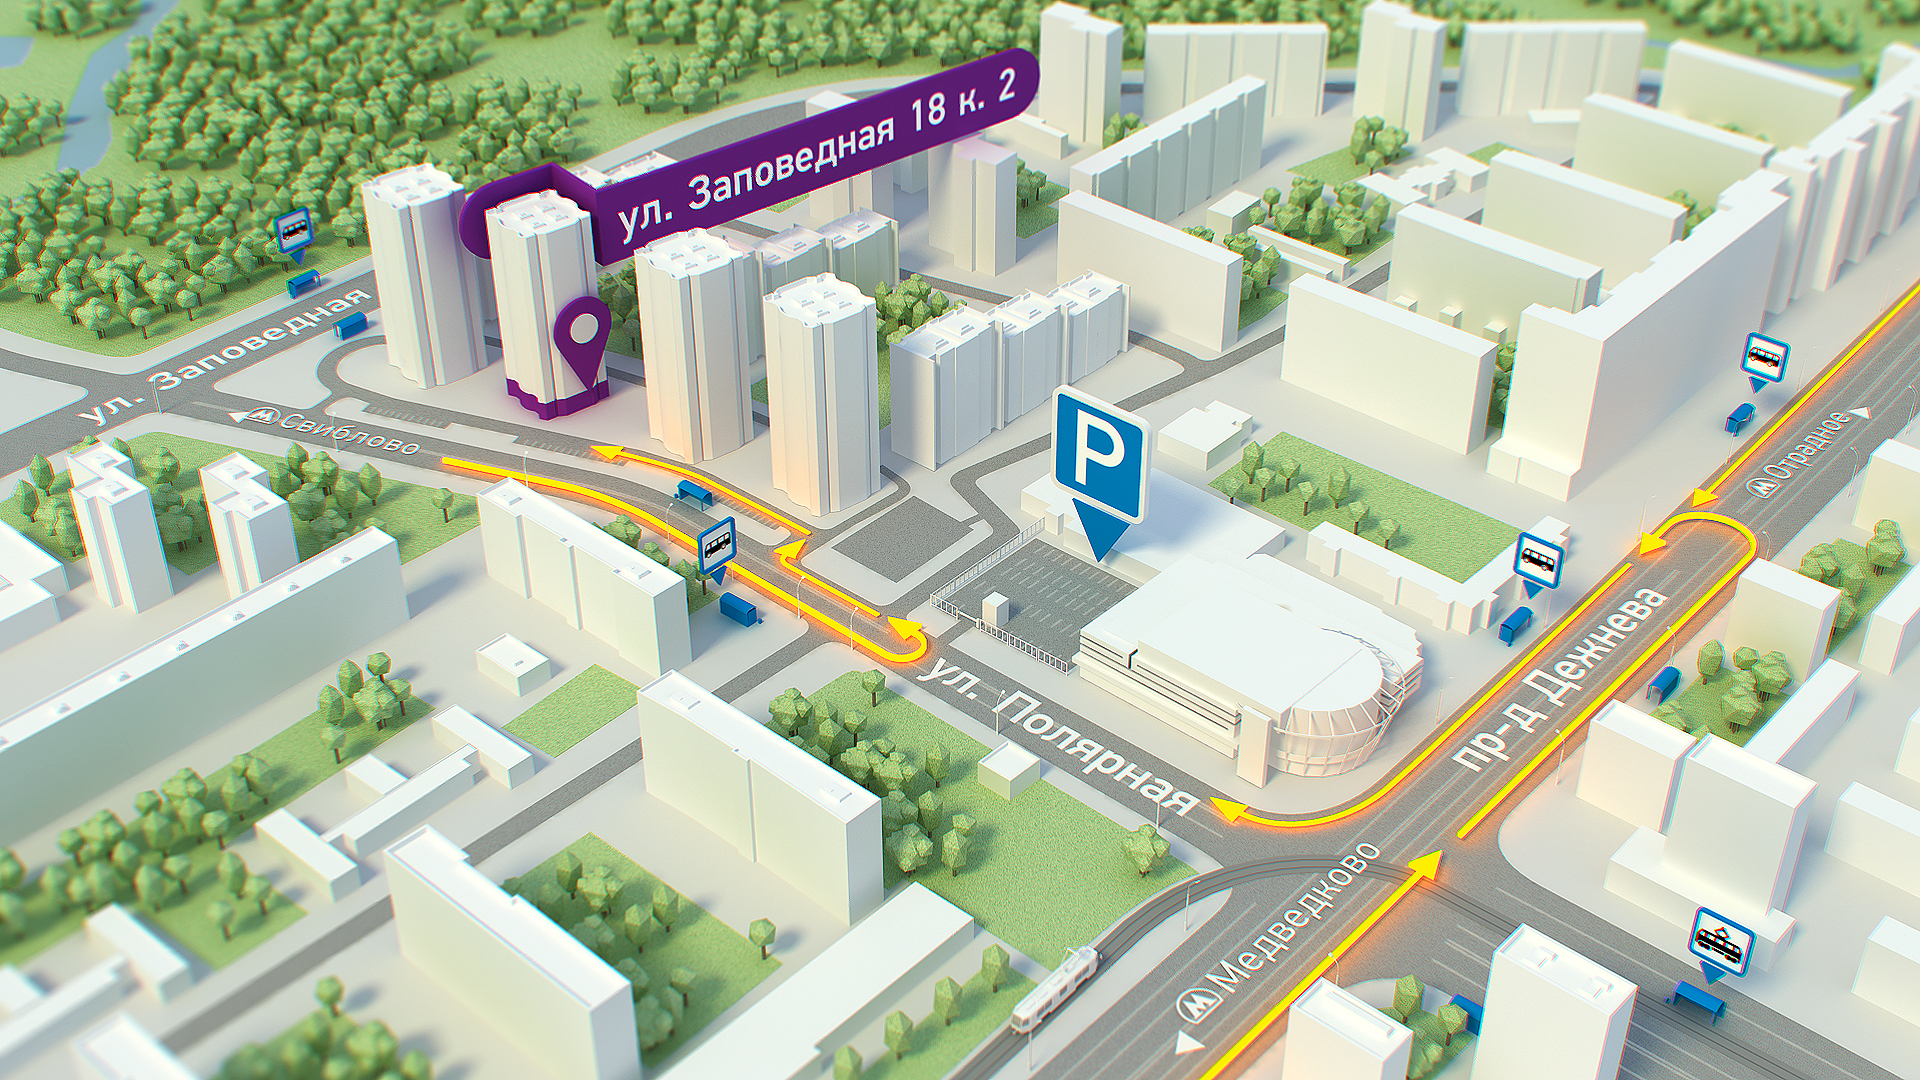 ул. Заповедная 18 к. 2
ул. Заповедная
М Свиблово
P
М Отрадное
пр-д Дежнева
ул. Полярная
М Медведково